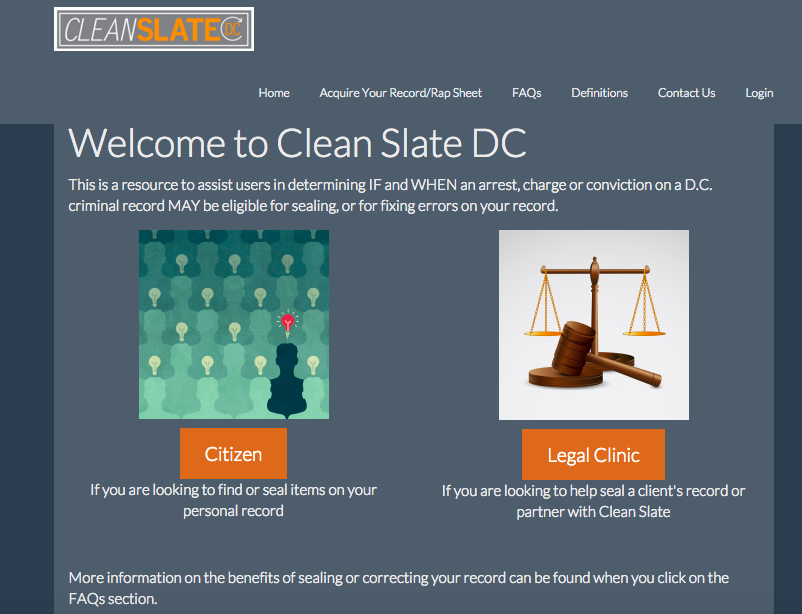 CLEANSLATE DC
Home Acquire Your Record/Rap Sheet FAQs Definitions Contact Us Login
Welcome to Clean Slate DC
This is a resource to assist users in determining IF and WHEN an arrest, charge or conviction on a D.C.
criminal record MAY be eligible for sealing, or for fixing errors on your record.
Citizen
If you are looking to find or seal items on your
personal record
Legal Clinic
If you are looking to help seal a client's record or
partner with Clean Slate
More information on the benefits of sealing or correcting your record can be found when you click on the
FAQs section.